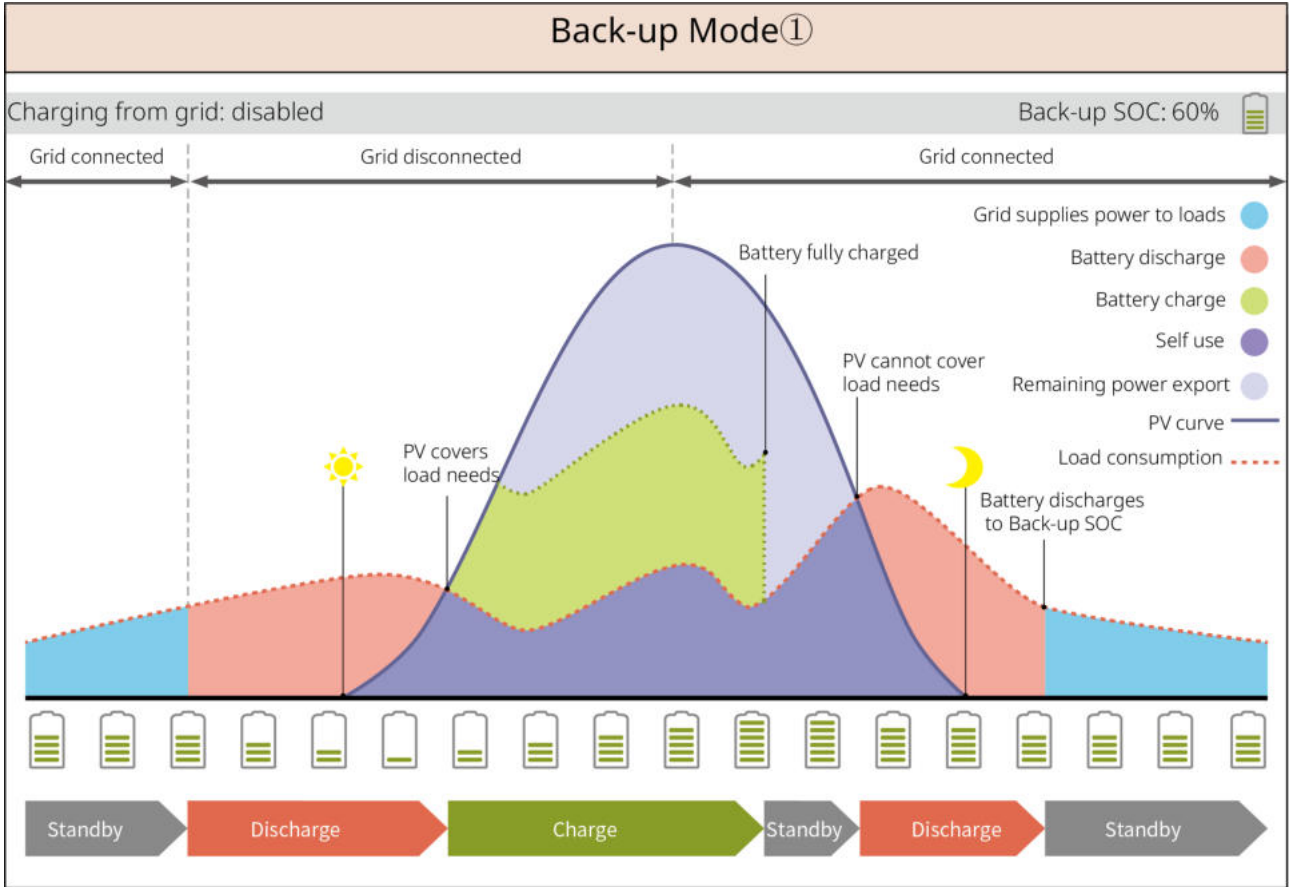 Back-up Mode①
Charging from grid: disabled
Back-up SOC: 60%
Grid connected
Grid disconnected
Grid connected
Grid supplies power to loads
Battery discharge
Battery charge
Self use
Remaining power export
PV curve
Load consumption
Battery fully charged
PV cannot cover
load needs
PV covers
load needs
Battery discharges
to Back-up SOC
Standby
Discharge
Charge
Standby
Discharge
Standby